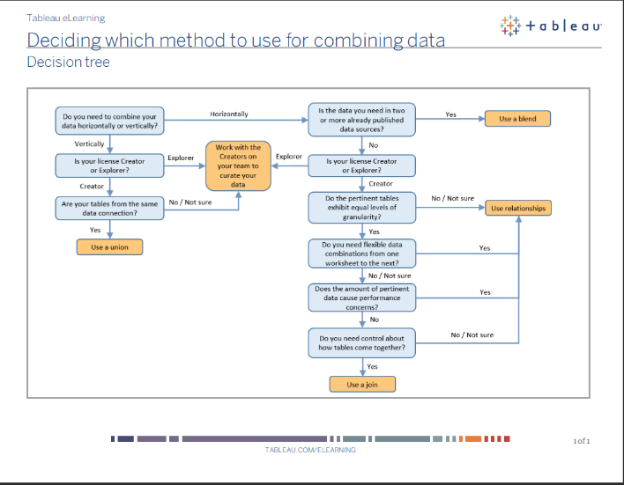 Tableau eLearning
+ableau
Deciding which method to use for combining data
Decision tree
Do you need to combine your
data horizontally or vertically?
Horizontally
Is the data you need in two
or more already published
data sources?
Yes
Use a blend
Vertically
No
Is your license Creator
or Explorer?
Explorer
Work with the
Creators on
your team to
curate your
data
Explorer
Is your license Creator
or Explorer?
Creator
Creator
Are your tables from the same
data connection?
No / Not sure
Do the pertinent tables
exhibit equal levels of
granularity?
No / Not sure
Use relationships
Yes
Yes
Use a union
Do you need flexible data
combinations from one
worksheet to the next?
Yes
No / Not sure
Does the amount of pertinent
data cause performance
concerns?
Yes
No
Do you need control about
how tables come together?
No / Not sure
Yes
Use a join
TABLEAU.COM/ELEARNING
1 of 1